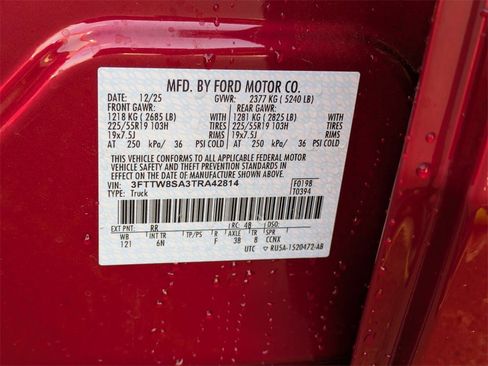 MFD. BY FORD MOTOR CO.
DATE: 12/25 GVWR: 2377 KG ( 5240 LB)
FRONT GAWR: REAR GAWR:
1218 KG ( 2685 LB) WITH 1281 KG ( 2825 LB) WITH
225/55R19 103H TIRES 225/55R19 103H TIRES
19x7.5J RIMS 19x7.5J RIMS
AT 250 kPa/ 36 PSI COLD AT 250 kPa/ 36 PSI COLD
THIS VEHICLE CONFORMS TO ALL APPLICABLE FEDERAL MOTOR
VEHICLE SAFETY AND THEFT PREVENTION STANDARDS IN
EFFECT ON THE DATE OF MANUFACTURE SHOWN ABOVE.
VIN: 3FTTW8SA3TRA42814 F0198
TYPE: Truck T0394
EXT PNT: RR RC: 48 DSO:
WB INT TR TP/PS R AXLE TR SPR
121 6N F 38 8 CCNX
UTC RU5A-1520472-AB